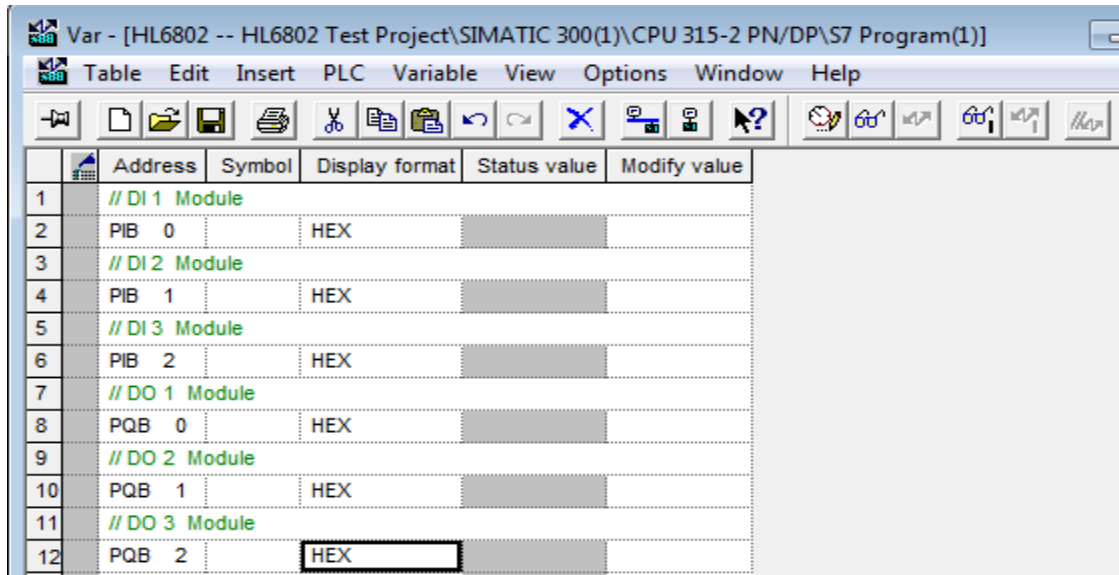 Var - [HL6802 -- HL6802 Test Project\SIMATIC 300(1)\CPU 315-2 PN/DP\S7 Program(1)]
Table Edit Insert PLC Variable View Options Window Help
Address Symbol Display format Status value Modify value
1 // DI 1 Module
2 PIB 0 HEX
3 // DI 2 Module
4 PIB 1 HEX
5 // DI 3 Module
6 PIB 2 HEX
7 // DO 1 Module
8 PQB 0 HEX
9 // DO 2 Module
10 PQB 1 HEX
11 // DO 3 Module
12 PQB 2 HEX